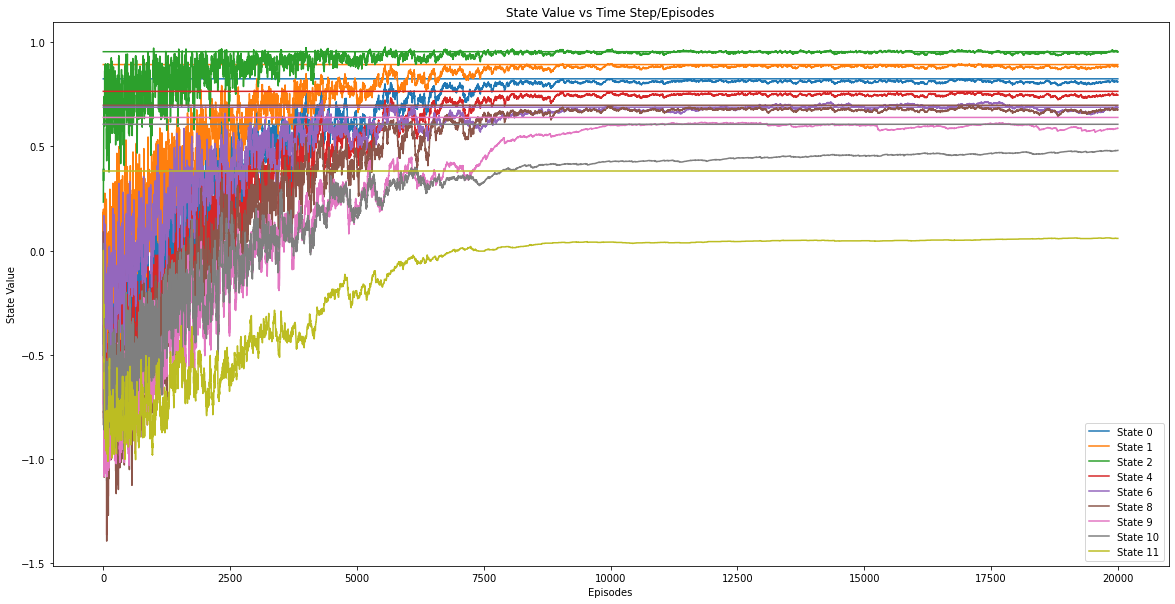 State Value vs Time Step/Episodes
State Value
1.0
0.5
0.0
−0.5
−1.0
−1.5
0
2500
5000
7500
10000
12500
15000
17500
20000
Episodes
State 0
State 1
State 2
State 4
State 6
State 8
State 9
State 10
State 11